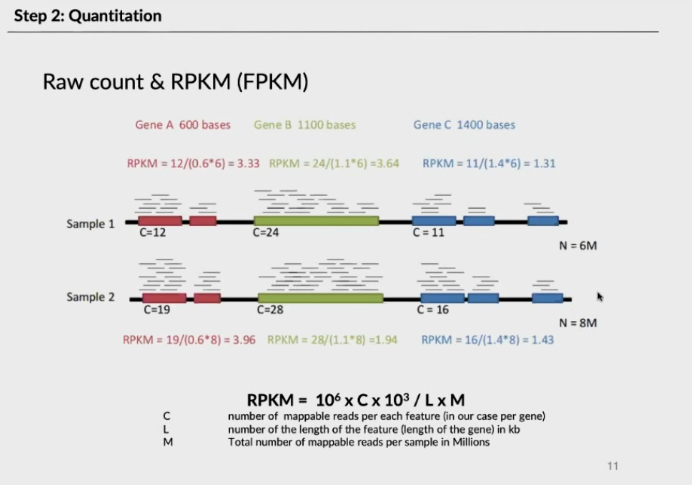 Step 2: Quantitation
Raw count & RPKM (FPKM)
Gene A 600 bases Gene B 1100 bases Gene C 1400 bases
RPKM = 12/(0.6*6) = 3.33 RPKM = 24/(1.1*6) =3.64 RPKM = 11/(1.4*6) = 1.31
Sample 1
C=12 C=24 C = 11
N = 6M
Sample 2
C=19 C=28 C = 16
N = 8M
RPKM = 19/(0.6*8) = 3.96 RPKM = 28/(1.1*8) =1.94 RPKM = 16/(1.4*8) = 1.43
RPKM = 10⁶ x C x 10³ / L x M
C number of mappable reads per each feature (in our case per gene)
L number of the length of the feature (length of the gene) in kb
M Total number of mappable reads per sample in Millions
11